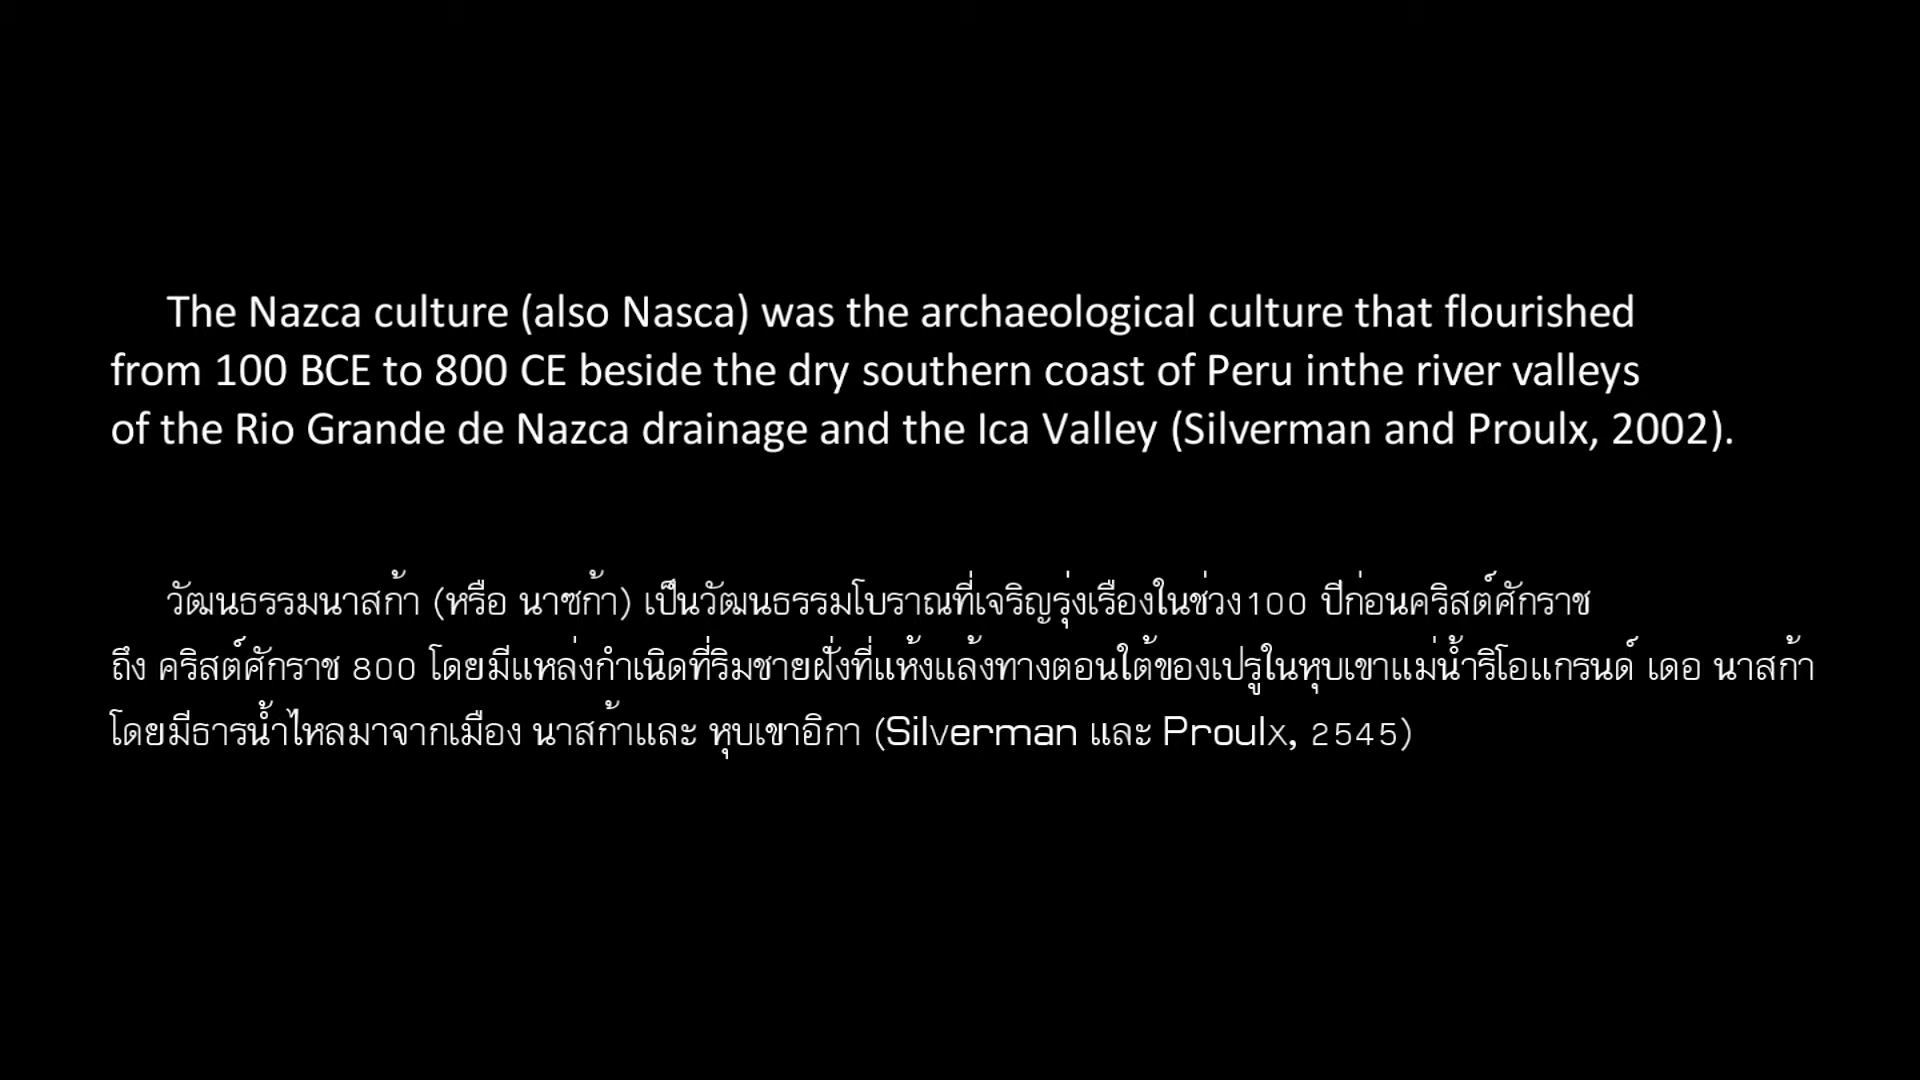 The Nazca culture (also Nasca) was the archaeological culture that flourished
from 100 BCE to 800 CE beside the dry southern coast of Peru inthe river valleys
of the Rio Grande de Nazca drainage and the Ica Valley (Silverman and Proulx, 2002).
วัฒนธรรมนาสก้า (หรือ นาซก้า) เป็นวัฒนธรรมโบราณที่เจริญรุ่งเรืองในช่วง100 ปีก่อนคริสต์ศักราช
ถึง คริสต์ศักราช 800 โดยมีแหล่งกำเนิดที่ริมชายฝั่งที่แห้งแล้งทางตอนใต้ของเปรูในหุบเขาแม่น้ำริโอแกรนด์ เดอ นาสก้า
โดยมีธารน้ำไหลมาจากเมือง นาสก้าและ หุบเขาอิกา (Silverman และ Proulx, 2545)